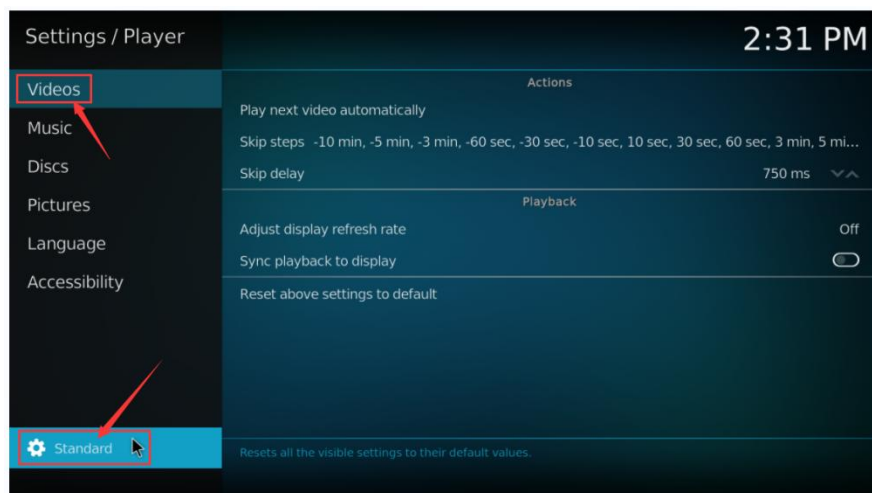 Settings / Player
2:31 PM
Videos
Music
Discs
Pictures
Language
Accessibility
Standard
Actions
Play next video automatically
Skip steps -10 min, -5 min, -3 min, -60 sec, -30 sec, -10 sec, 10 sec, 30 sec, 60 sec, 3 min, 5 mi...
Skip delay 750 ms
Playback
Adjust display refresh rate Off
Sync playback to display
Reset above settings to default
Resets all the visible settings to their default values.